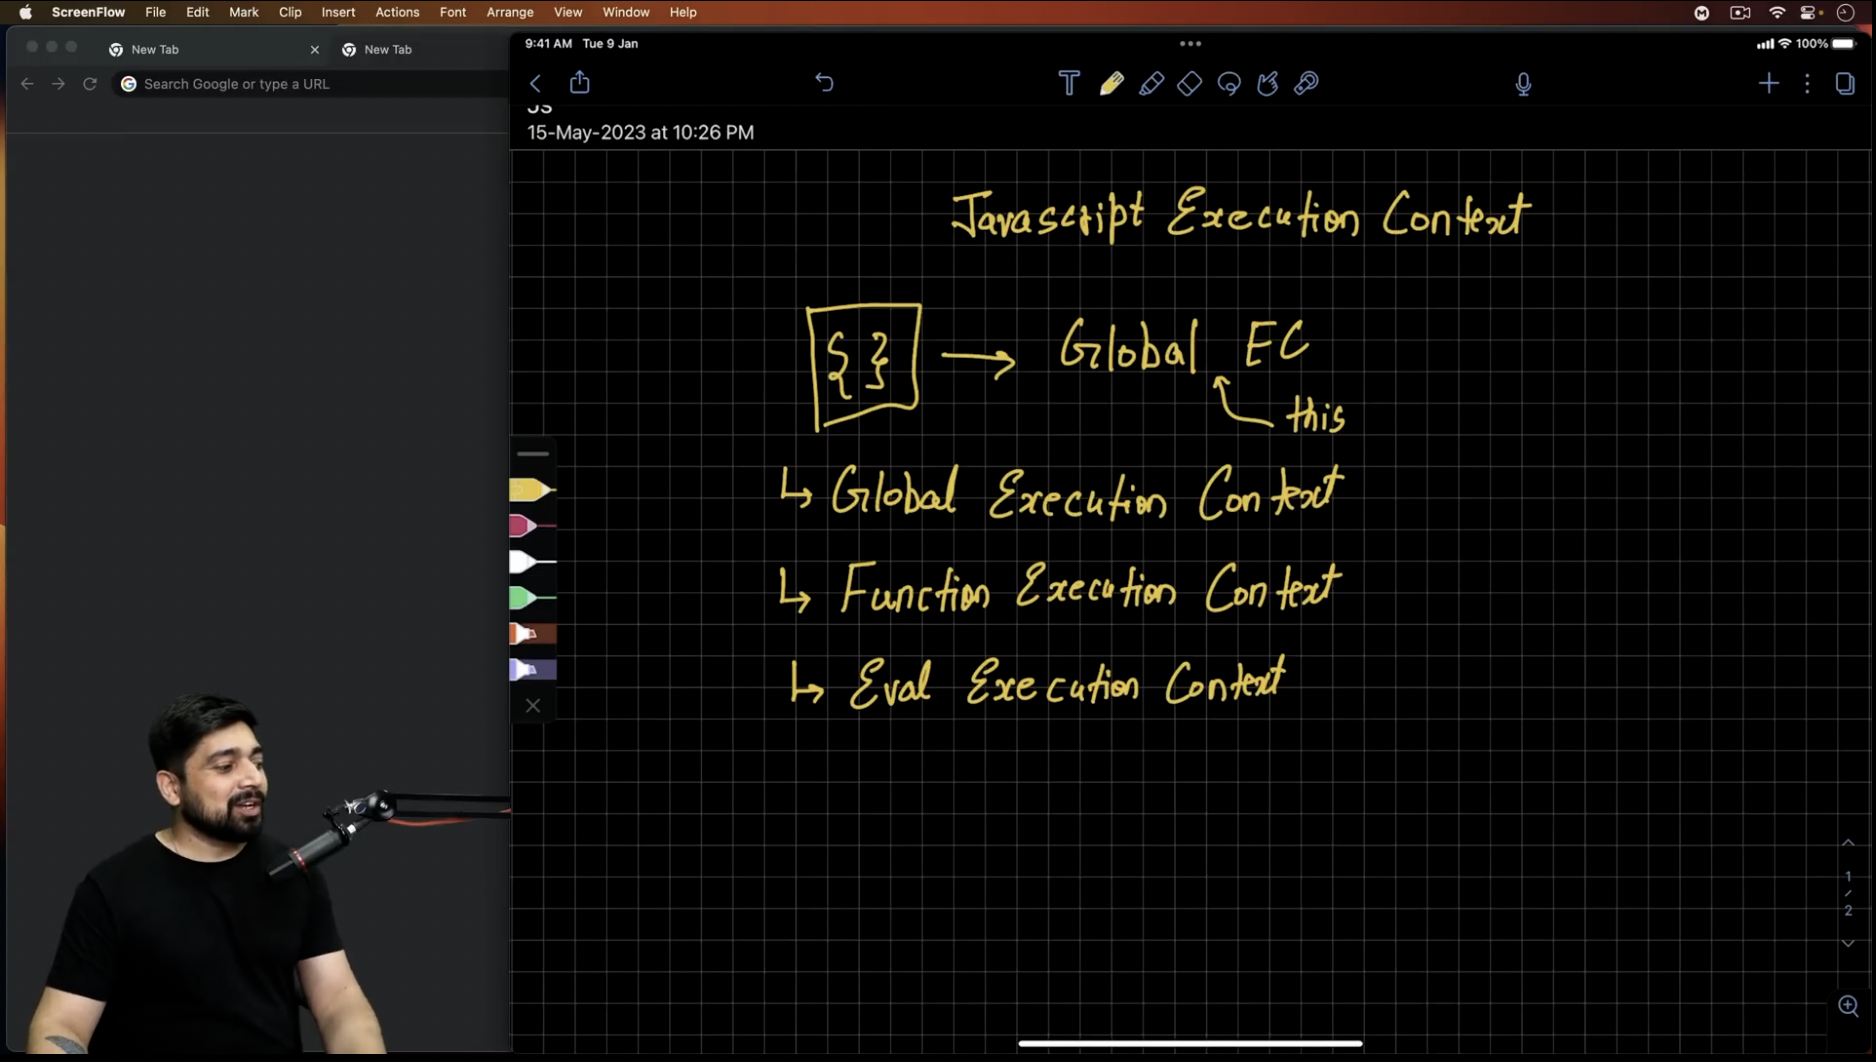 ScreenFlow File Edit Mark Clip Insert Actions Font Arrange View Window Help
New Tab
New Tab
Search Google or type a URL
9:41 AM Tue 9 Jan
100%
JS
15-May-2023 at 10:26 PM
Javascript Execution Context
{ } → Global EC
this
↳ Global Execution Context
↳ Function Execution Context
↳ Eval Execution Context
1
/
2